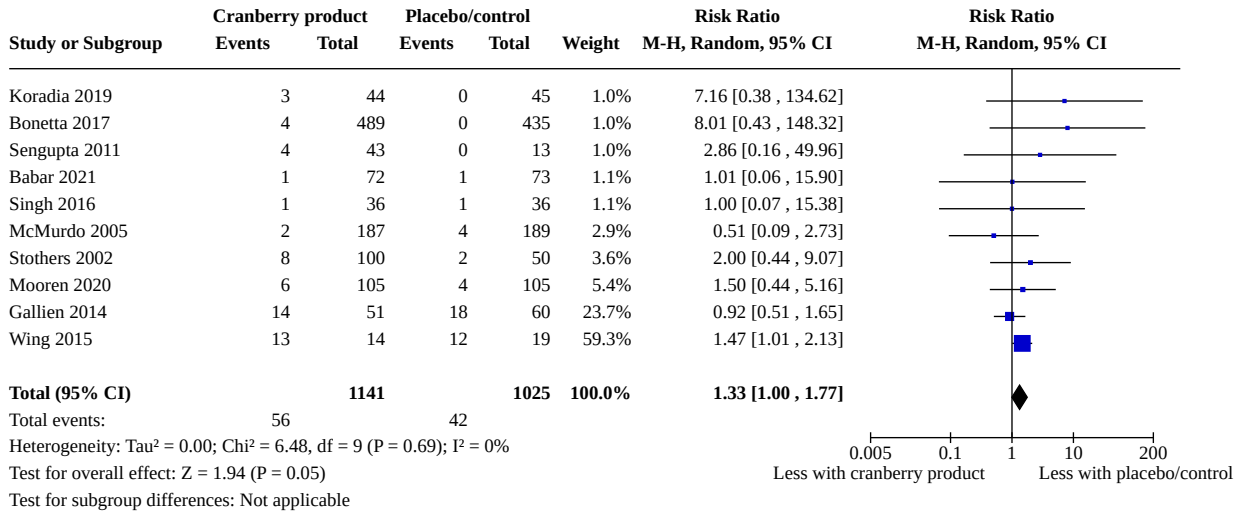 Cranberry product Placebo/control Risk Ratio Risk Ratio
Study or Subgroup Events Total Events Total Weight M-H, Random, 95% CI M-H, Random, 95% CI
Koradia 2019 3 44 0 45 1.0% 7.16 [0.38 , 134.62]
Bonetta 2017 4 489 0 435 1.0% 8.01 [0.43 , 148.32]
Sengupta 2011 4 43 0 13 1.0% 2.86 [0.16 , 49.96]
Babar 2021 1 72 1 73 1.1% 1.01 [0.06 , 15.90]
Singh 2016 1 36 1 36 1.1% 1.00 [0.07 , 15.38]
McMurdo 2005 2 187 4 189 2.9% 0.51 [0.09 , 2.73]
Stothers 2002 8 100 2 50 3.6% 2.00 [0.44 , 9.07]
Mooren 2020 6 105 4 105 5.4% 1.50 [0.44 , 5.16]
Gallien 2014 14 51 18 60 23.7% 0.92 [0.51 , 1.65]
Wing 2015 13 14 12 19 59.3% 1.47 [1.01 , 2.13]
Total (95% CI) 1141 1025 100.0% 1.33 [1.00 , 1.77]
Total events: 56 42
Heterogeneity: Tau² = 0.00; Chi² = 6.48, df = 9 (P = 0.69); I² = 0%
0.005 0.1 1 10 200
Test for overall effect: Z = 1.94 (P = 0.05) Less with cranberry product Less with placebo/control
Test for subgroup differences: Not applicable